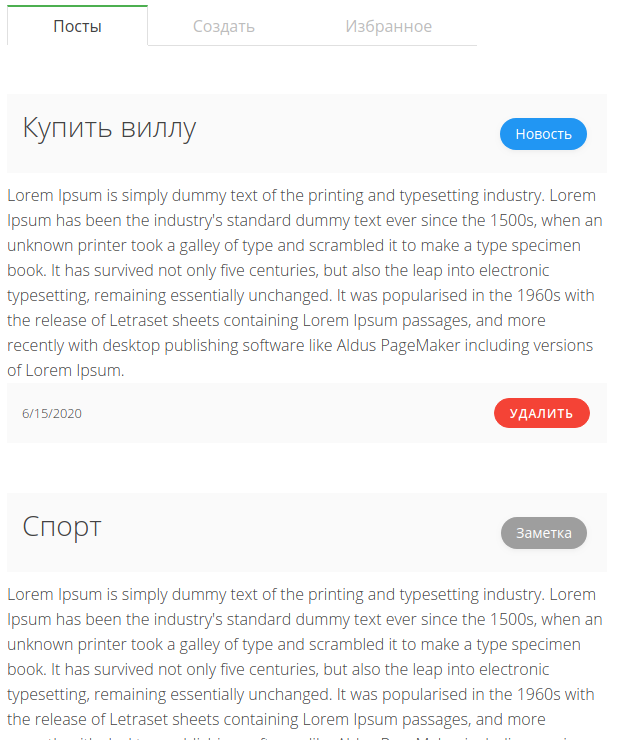 Посты Создать Избранное
Купить виллу
Новость
Lorem Ipsum is simply dummy text of the printing and typesetting industry. Lorem
Ipsum has been the industry's standard dummy text ever since the 1500s, when an
unknown printer took a galley of type and scrambled it to make a type specimen
book. It has survived not only five centuries, but also the leap into electronic
typesetting, remaining essentially unchanged. It was popularised in the 1960s with
the release of Letraset sheets containing Lorem Ipsum passages, and more
recently with desktop publishing software like Aldus PageMaker including versions
of Lorem Ipsum.
6/15/2020
УДАЛИТЬ
Спорт
Заметка
Lorem Ipsum is simply dummy text of the printing and typesetting industry. Lorem
Ipsum has been the industry's standard dummy text ever since the 1500s, when an
unknown printer took a galley of type and scrambled it to make a type specimen
book. It has survived not only five centuries, but also the leap into electronic
typesetting, remaining essentially unchanged. It was popularised in the 1960s with
the release of Letraset sheets containing Lorem Ipsum passages, and more